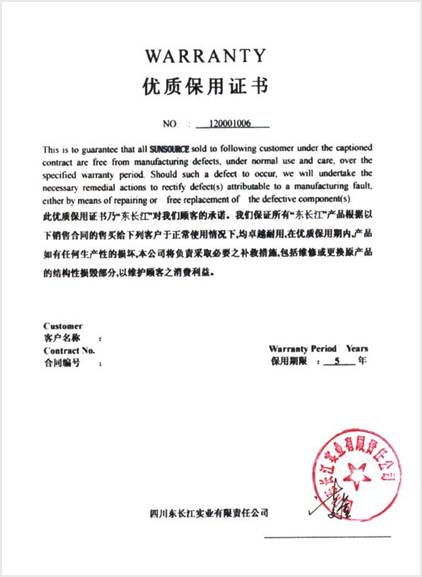 WARRANTY
优质保用证书
NO : 120001006
This is to guarantee that all SUNSOURCE sold to following customer under the captioned
contract are free from manufacturing defects, under normal use and care, over the
specified warranty period. Should such a defect to occur, we will undertake the
necessary remedial actions to rectify defect(s) attributable to a manufacturing fault,
either by means of repairing or free replacement of the defective component(s).
此优质保用证书乃"东长江"对我们顾客的承诺。我们保证所有"东长江"产品根据以
下销售合同的售买给下列客户于正常使用情况下,均卓越耐用,在优质保用期内,产品
如有任何生产性的损坏,本公司将负责采取必要之补救措施,包括维修或更换原产品
的结构性损毁部分,以维护顾客之消费利益。
Customer
客户名称 :
Contract No.
合同编号 :
Warranty Period Years
保用期限 : 5 年
东长江实业有限责任公司
四川东长江实业有限责任公司